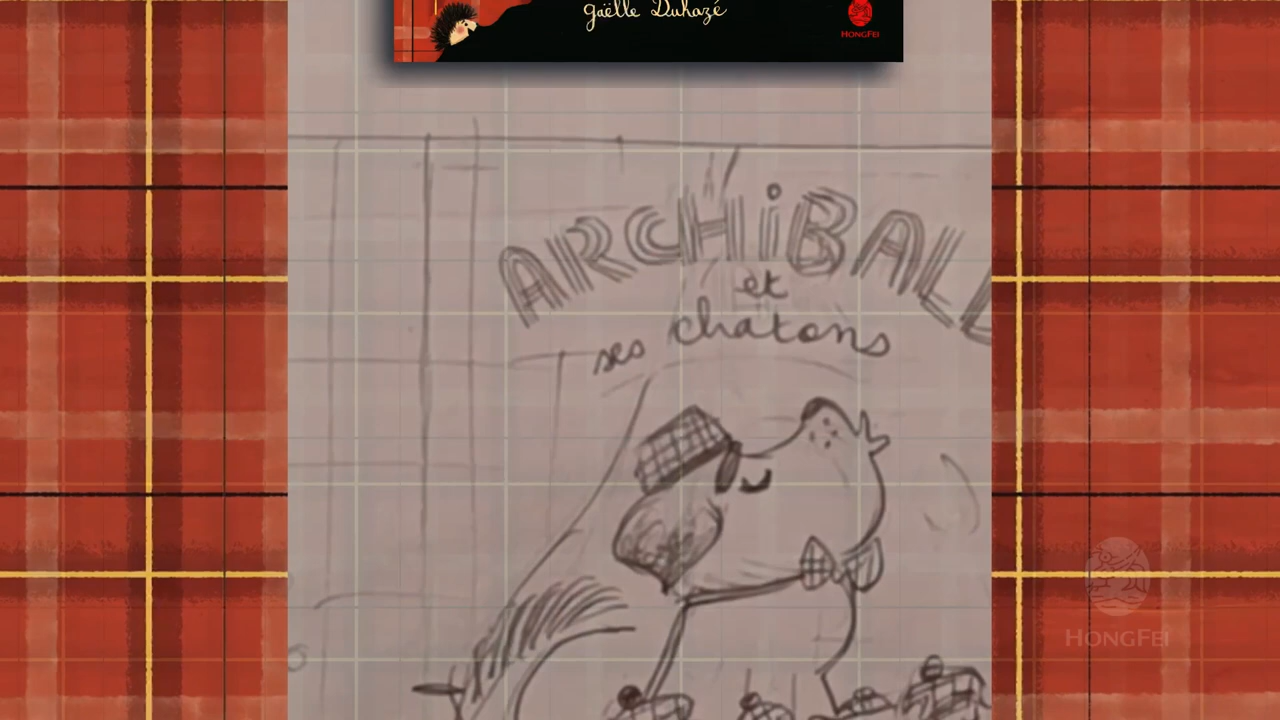 gaëlle Duhazé
HONGFEI
ARCHiBALD
et
ses chatons
HONGFEI